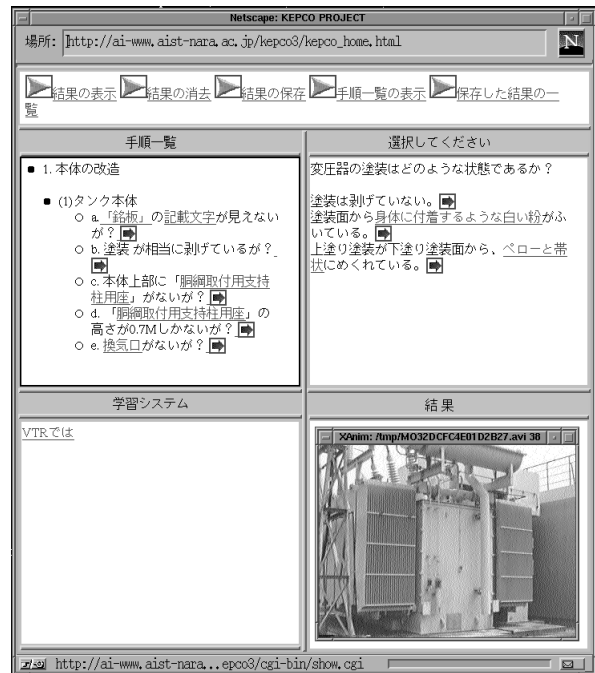 Netscape: KEPCO PROJECT
場所: http://ai-www.aist-nara.ac.jp/kepco3/kepco_home.html
N
結果の表示 結果の消去 結果の保存 手順一覧の表示 保存した結果の一
覧
手順一覧
1. 本体の改造
(1)タンク本体
a.「銘板」の記載文字が見えない
が?
b. 塗装 が相当に剥げているが?
c. 本体上部に「胴綱取付用支持
柱用座」がないが?
d. 「胴綱取付用支持柱用座」の
高さが0.7Mしかないが?
e. 換気口がないが?
選択してください
変圧器の塗装はどのような状態であるか?
塗装は剥げていない。
塗装面から身体に付着するような白い粉がふ
いている。
上塗り塗装が下塗り塗装面から、ペローと帯
状にめくれている。
学習システム
VTRでは
結果
XAnim: /tmp/MO32DCFC4E01D2B27.avi 38
http://ai-www.aist-nara...epco3/cgi-bin/show.cgi